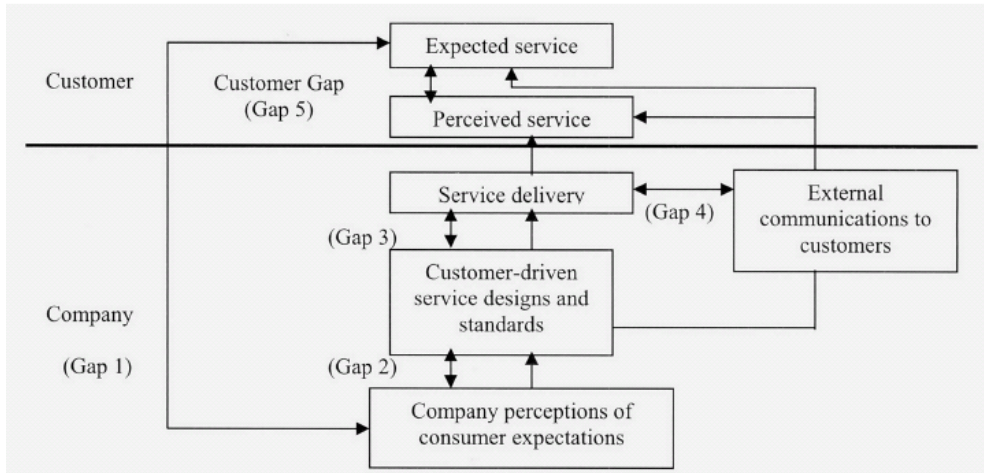 Expected service
Customer
Customer Gap
(Gap 5)
Perceived service
Service delivery
(Gap 4)
External
communications to
customers
(Gap 3)
Customer-driven
service designs and
standards
Company
(Gap 1)
(Gap 2)
Company perceptions of
consumer expectations